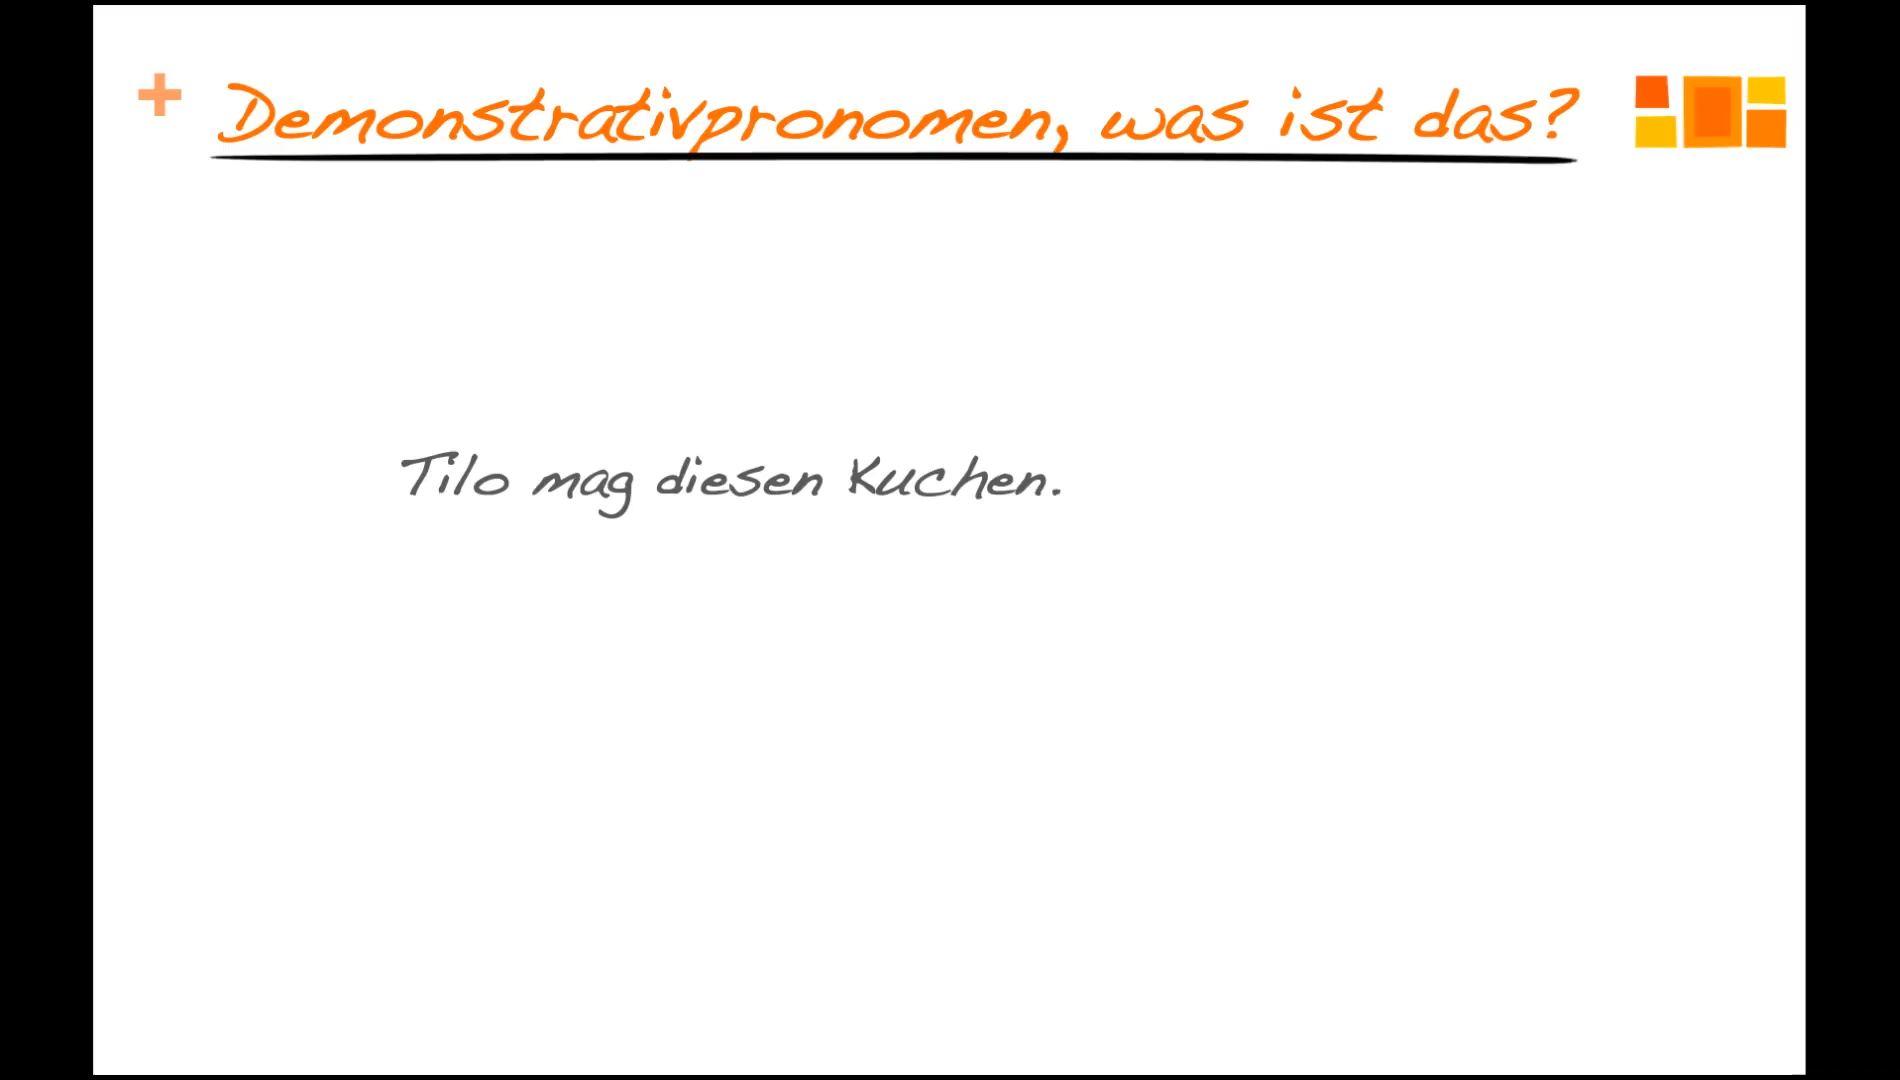 Demonstrativpronomen, was ist das?
Tilo mag diesen Kuchen.